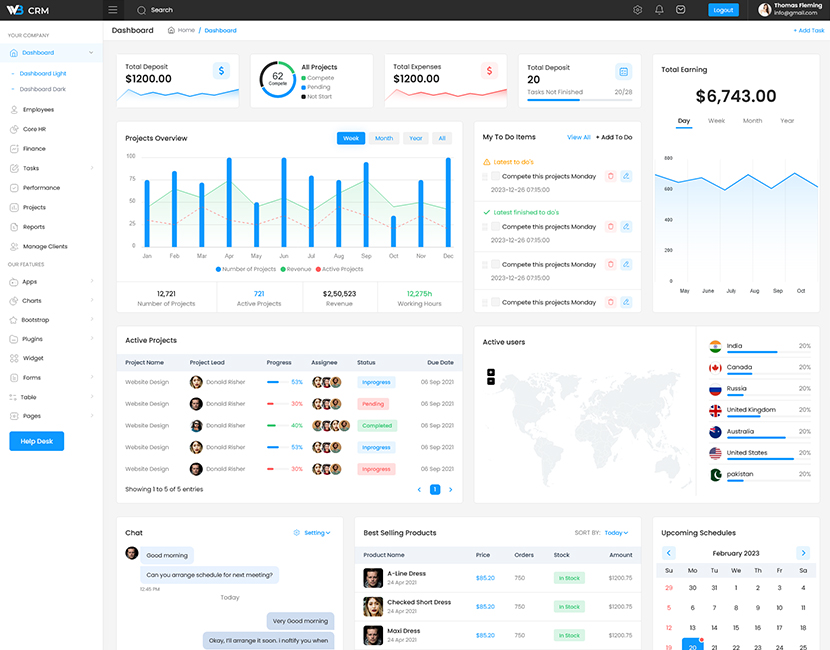 W3 CRM
Search
Logout
Thomas Fleming
info@gmail.com
YOUR COMPANY
Dashboard
Dashboard Light
Dashboard Dark
Employees
Core HR
Finance
Tasks
Performance
Projects
Reports
Manage Clients
OUR FEATURES
Apps
Charts
Bootstrap
Plugins
Widget
Forms
Table
Pages
Help Desk
Dashboard
Home / Dashboard
+ Add Task
Total Deposit
$1200.00
$
62
Compete
All Projects
Compete
Pending
Not Start
Total Expenses
$1200.00
$
Total Deposit
20
Tasks Not Finished
20/28
Total Earning
$6,743.00
Day Week Month Year
800
600
400
200
0
May June July Aug Sep Oct
Projects Overview
Week Month Year All
100
75
50
25
0
Jan Feb Mar Apr May Jun Jul Aug Sep Oct Nov Dec
Number of Projects Revenue Active Projects
12,721
Number of Projects
721
Active Projects
$2,50,523
Revenue
12,275h
Working Hours
My To Do Items
View All + Add To Do
Latest to do's
Compete this projects Monday
2023-12-26 07:15:00
Latest finished to do's
Compete this projects Monday
2023-12-26 07:15:00
Compete this projects Monday
2023-12-26 07:15:00
Compete this projects Monday
Active Projects
Project Name Project Lead Progress Assignee Status Due Date
Website Design Donald Risher 53% Inprogress 06 Sep 2021
Website Design Donald Risher 30% Pending 06 Sep 2021
Website Design Donald Risher 40% Completed 06 Sep 2021
Website Design Donald Risher 53% Inprogress 06 Sep 2021
Website Design Donald Risher 30% Inprogress 06 Sep 2021
Showing 1 to 5 of 5 entries
1
Active users
India 20%
Canada 20%
Russia 20%
United Kingdom 20%
Australia 20%
United States 20%
pakistan 20%
Chat
Setting
Good morning
Can you arrange schedule for next meeting?
12:45 PM
Today
Very Good morning
Okay, I'll arrange it soon. i noftify you when
Best Selling Products
SORT BY: Today
Product Name Price Orders Stock Amount
A-Line Dress
24 Apr 2021
$85.20 750 In Stock $1200.75
Checked Short Dress
24 Apr 2021
$85.20 750 In Stock $1200.75
Maxi Dress
24 Apr 2021
$85.20 750 In Stock $1200.75
Upcoming Schedules
February 2023
Su Mo Tu We Th Fr Sa
29 30 31 1 2 3 4
5 6 7 8 9 10 11
12 13 14 15 16 17 18
19 20 21 22 23 24 25